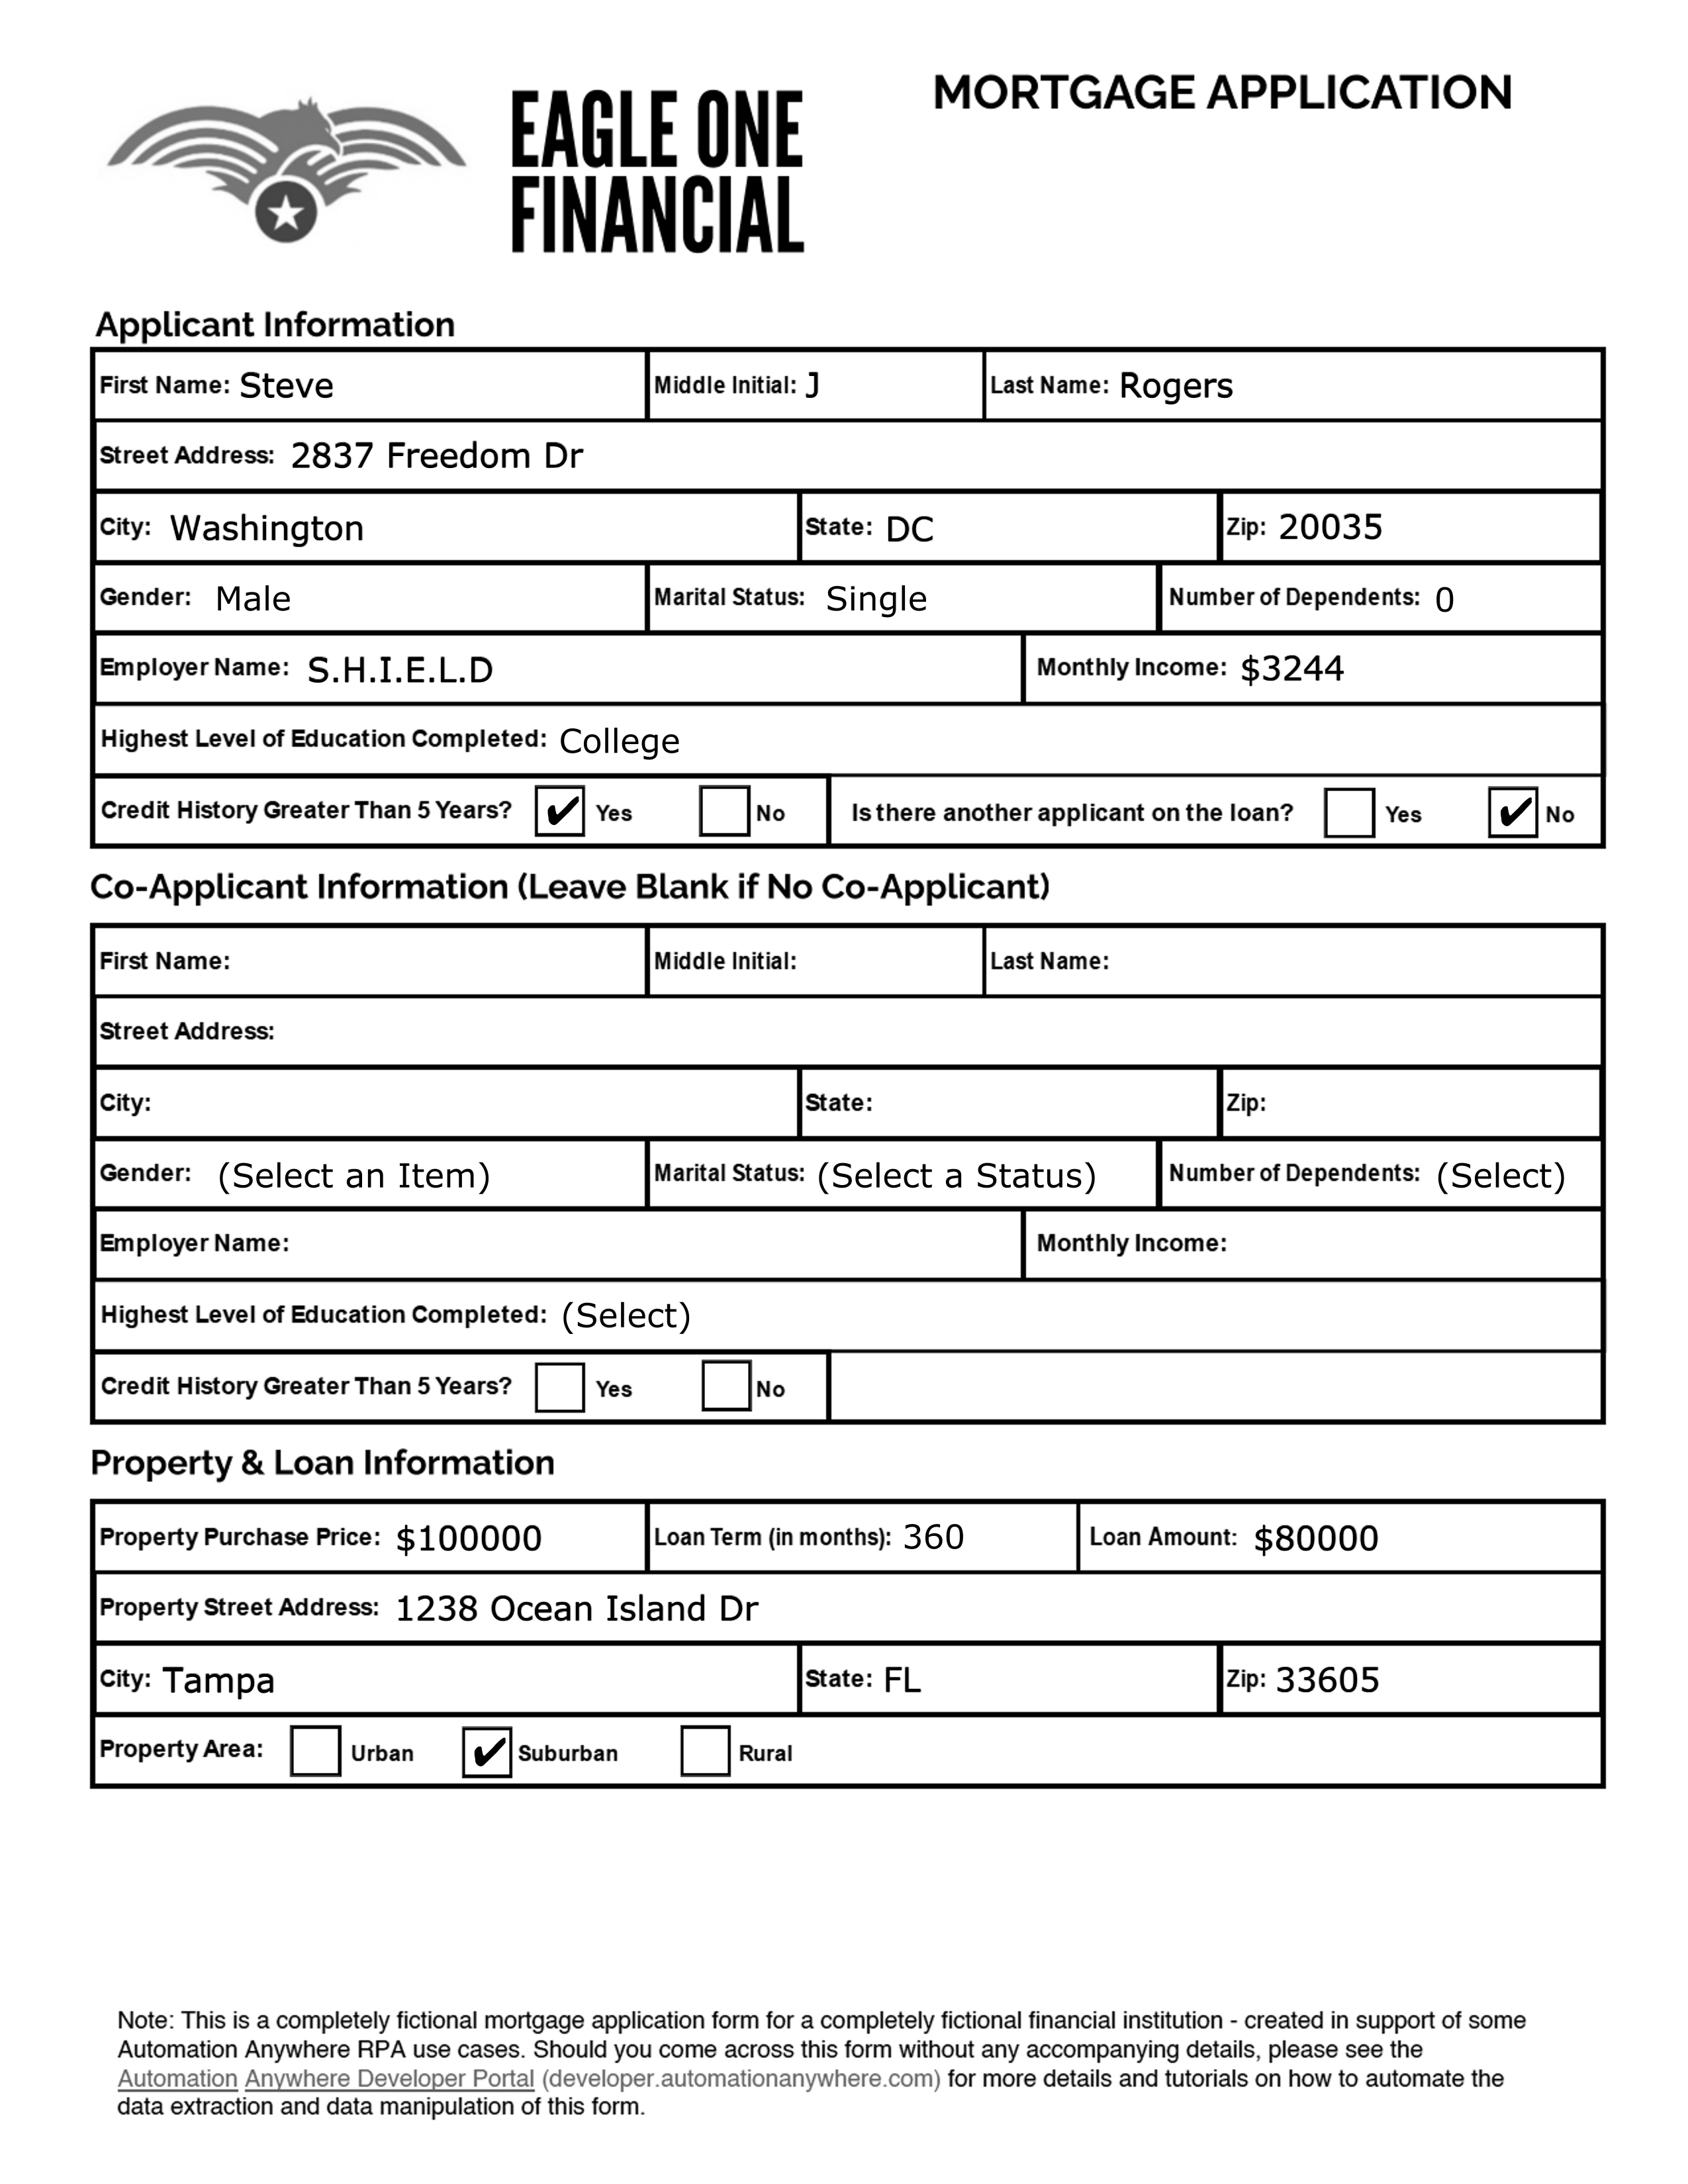 MORTGAGE APPLICATION
EAGLE ONE
FINANCIAL
Applicant Information
First Name: Steve Middle Initial: J Last Name: Rogers
Street Address: 2837 Freedom Dr
City: Washington State: DC Zip: 20035
Gender: Male Marital Status: Single Number of Dependents: 0
Employer Name: S.H.I.E.L.D Monthly Income: $3244
Highest Level of Education Completed: College
Credit History Greater Than 5 Years? ✔ Yes No Is there another applicant on the loan? Yes ✔ No
Co-Applicant Information (Leave Blank if No Co-Applicant)
First Name: Middle Initial: Last Name:
Street Address:
City: State: Zip:
Gender: (Select an Item) Marital Status: (Select a Status) Number of Dependents: (Select)
Employer Name: Monthly Income:
Highest Level of Education Completed: (Select)
Credit History Greater Than 5 Years? Yes No
Property & Loan Information
Property Purchase Price: $100000 Loan Term (in months): 360 Loan Amount: $80000
Property Street Address: 1238 Ocean Island Dr
City: Tampa State: FL Zip: 33605
Property Area: Urban ✔ Suburban Rural
Note: This is a completely fictional mortgage application form for a completely fictional financial institution - created in support of some
Automation Anywhere RPA use cases. Should you come across this form without any accompanying details, please see the
Automation Anywhere Developer Portal (developer.automationanywhere.com) for more details and tutorials on how to automate the
data extraction and data manipulation of this form.